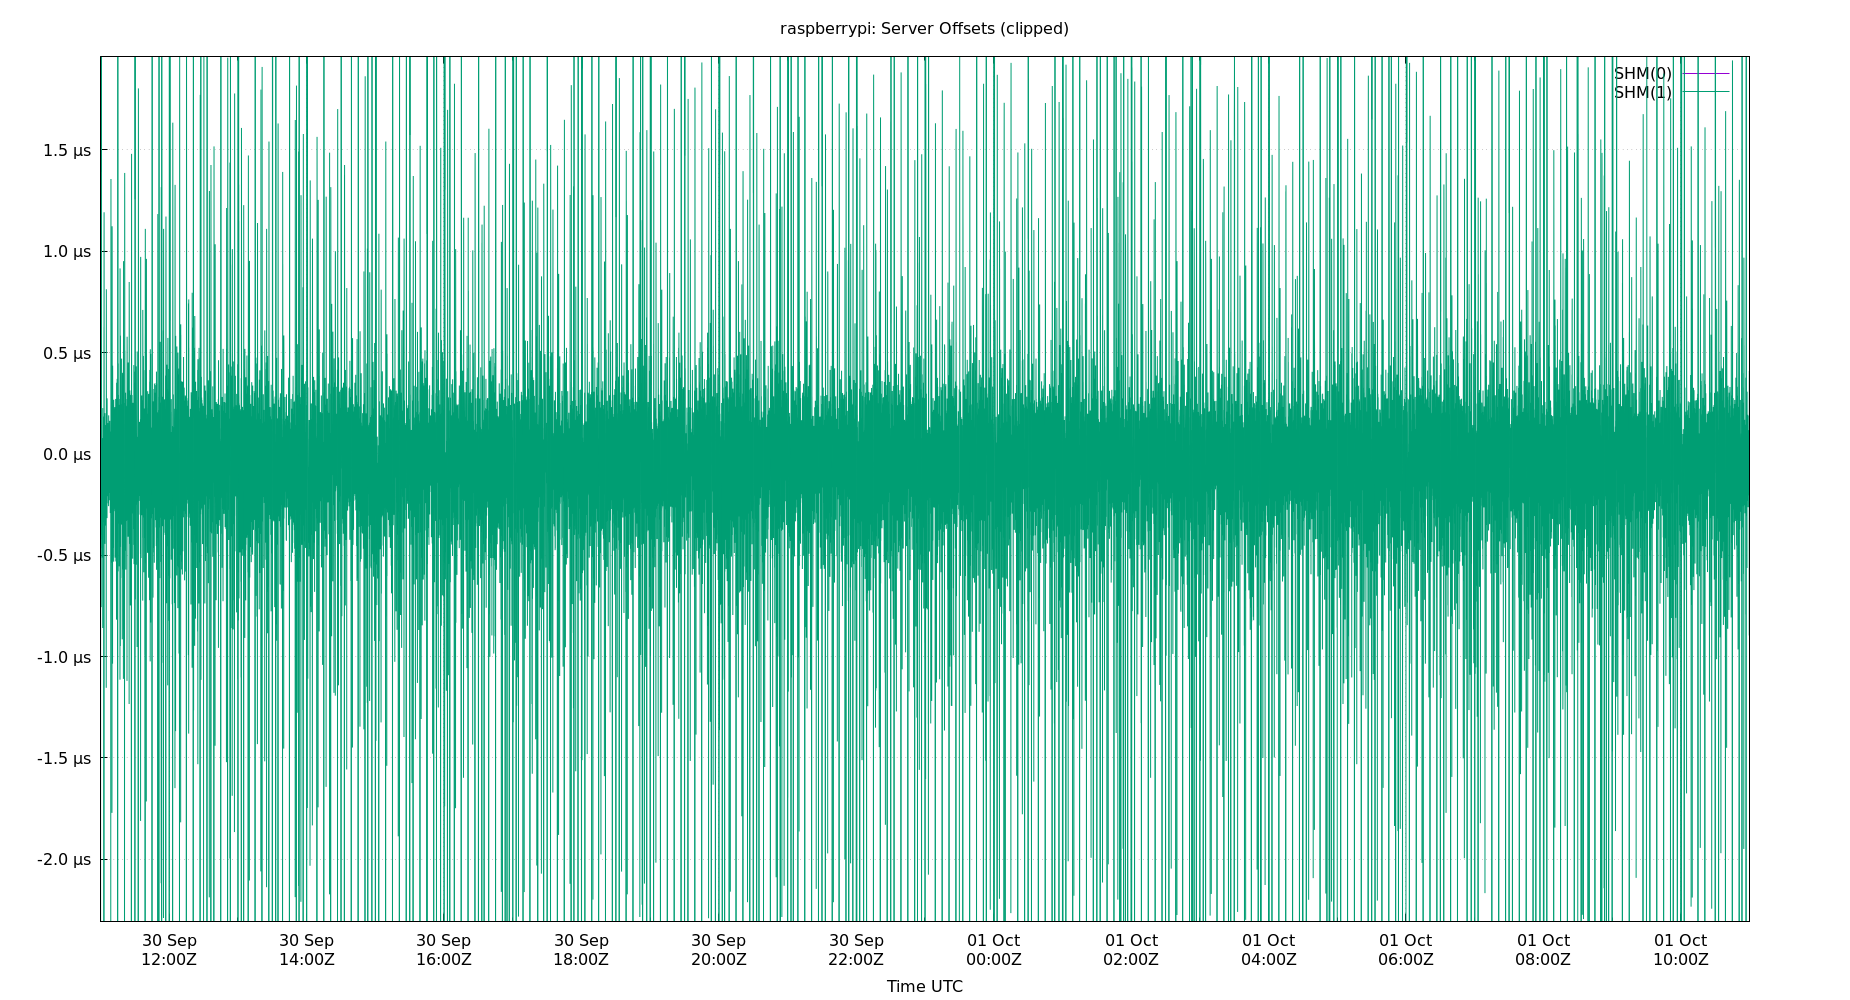 raspberrypi: Server Offsets (clipped)
SHM(0)
SHM(1)
1.5 µs
1.0 µs
0.5 µs
0.0 µs
-0.5 µs
-1.0 µs
-1.5 µs
-2.0 µs
30 Sep 30 Sep 30 Sep 30 Sep 30 Sep 30 Sep 01 Oct 01 Oct 01 Oct 01 Oct 01 Oct 01 Oct
12:00Z 14:00Z 16:00Z 18:00Z 20:00Z 22:00Z 00:00Z 02:00Z 04:00Z 06:00Z 08:00Z 10:00Z
Time UTC